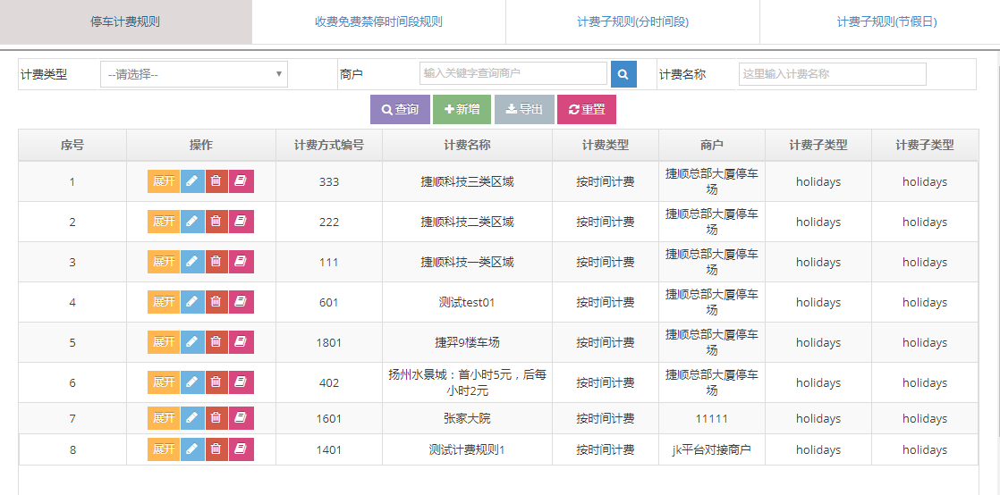 停车计费规则 收费免费禁停时间段规则 计费子规则(分时间段) 计费子规则(节假日)
计费类型 --请选择-- 商户 输入关键字查询商户 计费名称 这里输入计费名称
查询 新增 导出 重置
序号 操作 计费方式编号 计费名称 计费类型 商户 计费子类型 计费子类型
1 展开 333 捷顺科技三类区域 按时间计费 捷顺总部大厦停车
场 holidays holidays
2 展开 222 捷顺科技二类区域 按时间计费 捷顺总部大厦停车
场 holidays holidays
3 展开 111 捷顺科技一类区域 按时间计费 捷顺总部大厦停车
场 holidays holidays
4 展开 601 测试test01 按时间计费 捷顺总部大厦停车
场 holidays holidays
5 展开 1801 捷羿9楼车场 按时间计费 捷顺总部大厦停车
场 holidays holidays
6 展开 402 扬州水景城：首小时5元，后每
小时2元 按时间计费 捷顺总部大厦停车
场 holidays holidays
7 展开 1601 张家大院 按时间计费 11111 holidays holidays
8 展开 1401 测试计费规则1 按时间计费 jk平台对接商户 holidays holidays